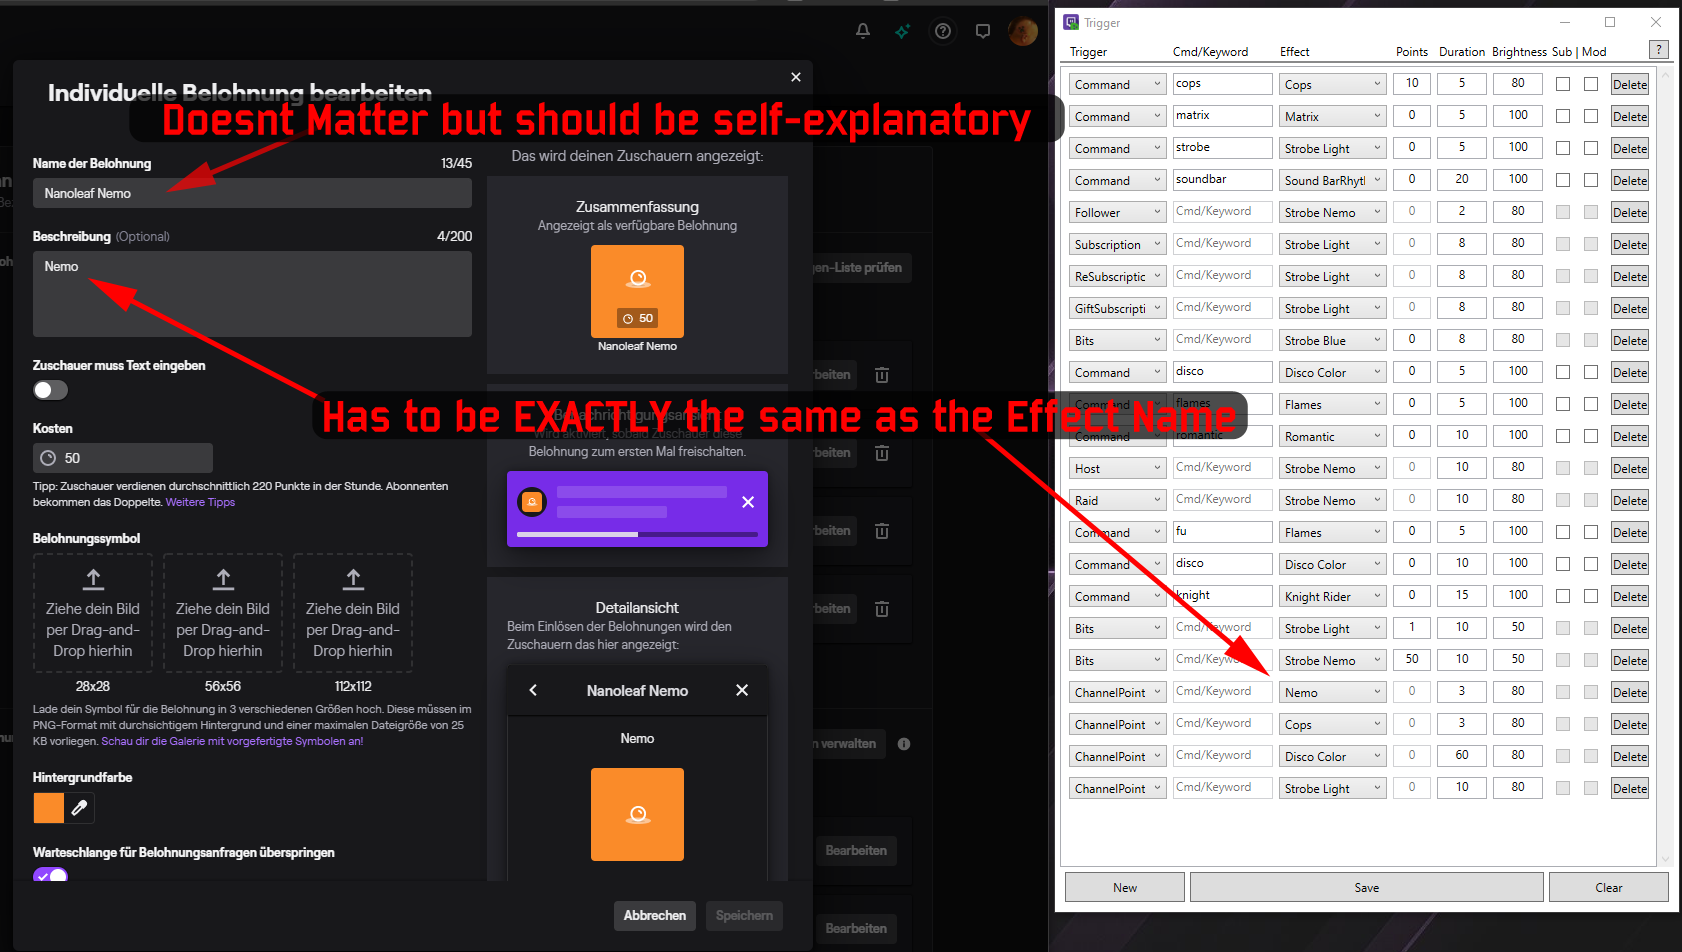 Individuelle Belohnung bearbeiten
Doesnt Matter but should be self-explanatory
Name der Belohnung 13/45
Nanoleaf Nemo
Beschreibung (Optional) 4/200
Nemo
Has to be EXACTLY the same as the Effect Name
Zuschauer muss Text eingeben
Kosten
50
Tipp: Zuschauer verdienen durchschnittlich 220 Punkte in der Stunde. Abonnenten
bekommen das Doppelte. Weitere Tipps
Belohnungssymbol
Ziehe dein Bild
per Drag-and-
Drop hierhin
28x28
Ziehe dein Bild
per Drag-and-
Drop hierhin
56x56
Ziehe dein Bild
per Drag-and-
Drop hierhin
112x112
Lade dein Symbol für die Belohnung in 3 verschiedenen Größen hoch. Diese müssen im
PNG-Format mit durchsichtigem Hintergrund und einer maximalen Dateigröße von 25
KB vorliegen. Schau dir die Galerie mit vorgefertigte Symbolen an!
Hintergrundfarbe
Warteschlange für Belohnungsanfragen überspringen
Das wird deinen Zuschauern angezeigt:
Zusammenfassung
Angezeigt als verfügbare Belohnung
50
Nanoleaf Nemo
Wird aktiviert, sobald Zuschauer diese
Belohnung zum ersten Mal freischalten.
Detailansicht
Beim Einlösen der Belohnungen wird den
Zuschauern das hier angezeigt:
Nanoleaf Nemo
Nemo
Abbrechen Speichern
gen-Liste prüfen
beiten
beiten
beiten
beiten
n verwalten
Bearbeiten
Bearbeiten
Trigger
Trigger Cmd/Keyword Effect Points Duration Brightness Sub | Mod ?
Command cops Cops 10 5 80 Delete
Command matrix Matrix 0 5 100 Delete
Command strobe Strobe Light 0 5 100 Delete
Command soundbar Sound BarRhytl 0 20 100 Delete
Follower Cmd/Keyword Strobe Nemo 0 2 80 Delete
Subscription Cmd/Keyword Strobe Light 0 8 80 Delete
ReSubscriptic Cmd/Keyword Strobe Light 0 8 80 Delete
GiftSubscripti Cmd/Keyword Strobe Light 0 8 80 Delete
Bits Cmd/Keyword Strobe Blue 0 8 80 Delete
Command disco Disco Color 0 5 100 Delete
Command flames Flames 0 5 100 Delete
Command romantic Romantic 0 10 100 Delete
Host Cmd/Keyword Strobe Nemo 0 10 80 Delete
Raid Cmd/Keyword Strobe Nemo 0 10 80 Delete
Command fu Flames 0 5 100 Delete
Command disco Disco Color 0 10 100 Delete
Command knight Knight Rider 0 15 100 Delete
Bits Cmd/Keyword Strobe Light 1 10 50 Delete
Bits Cmd/Keyword Strobe Nemo 50 10 50 Delete
ChannelPoint Cmd/Keyword Nemo 0 3 80 Delete
ChannelPoint Cmd/Keyword Cops 0 3 80 Delete
ChannelPoint Cmd/Keyword Disco Color 0 60 80 Delete
ChannelPoint Cmd/Keyword Strobe Light 0 10 80 Delete
New Save Clear